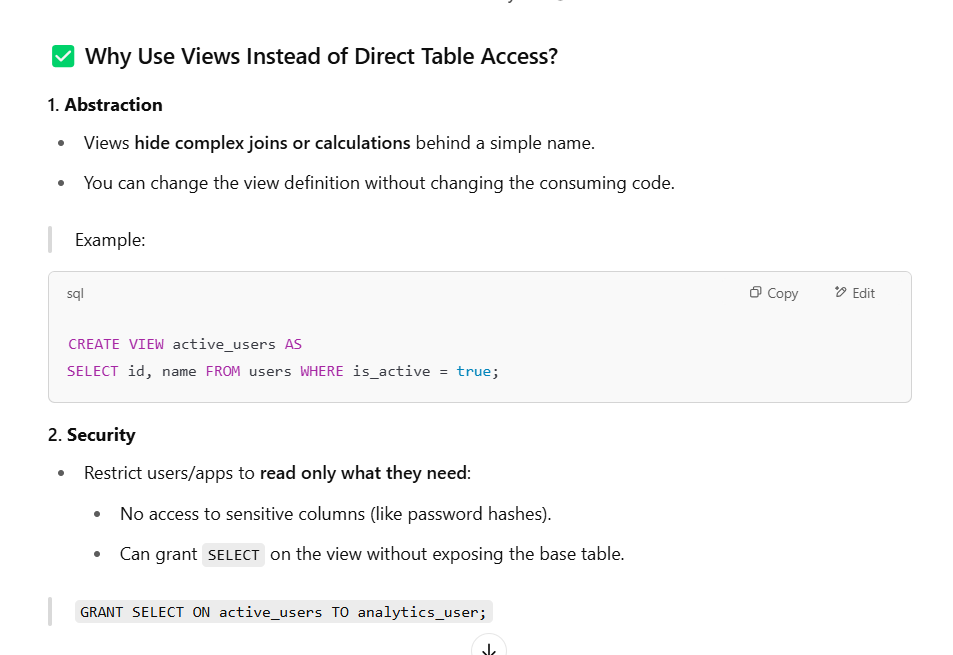 ✅ Why Use Views Instead of Direct Table Access?
1. Abstraction
• Views hide complex joins or calculations behind a simple name.
• You can change the view definition without changing the consuming code.
Example:
sql Copy Edit
CREATE VIEW active_users AS
SELECT id, name FROM users WHERE is_active = true;
2. Security
• Restrict users/apps to read only what they need:
• No access to sensitive columns (like password hashes).
• Can grant SELECT on the view without exposing the base table.
GRANT SELECT ON active_users TO analytics_user;